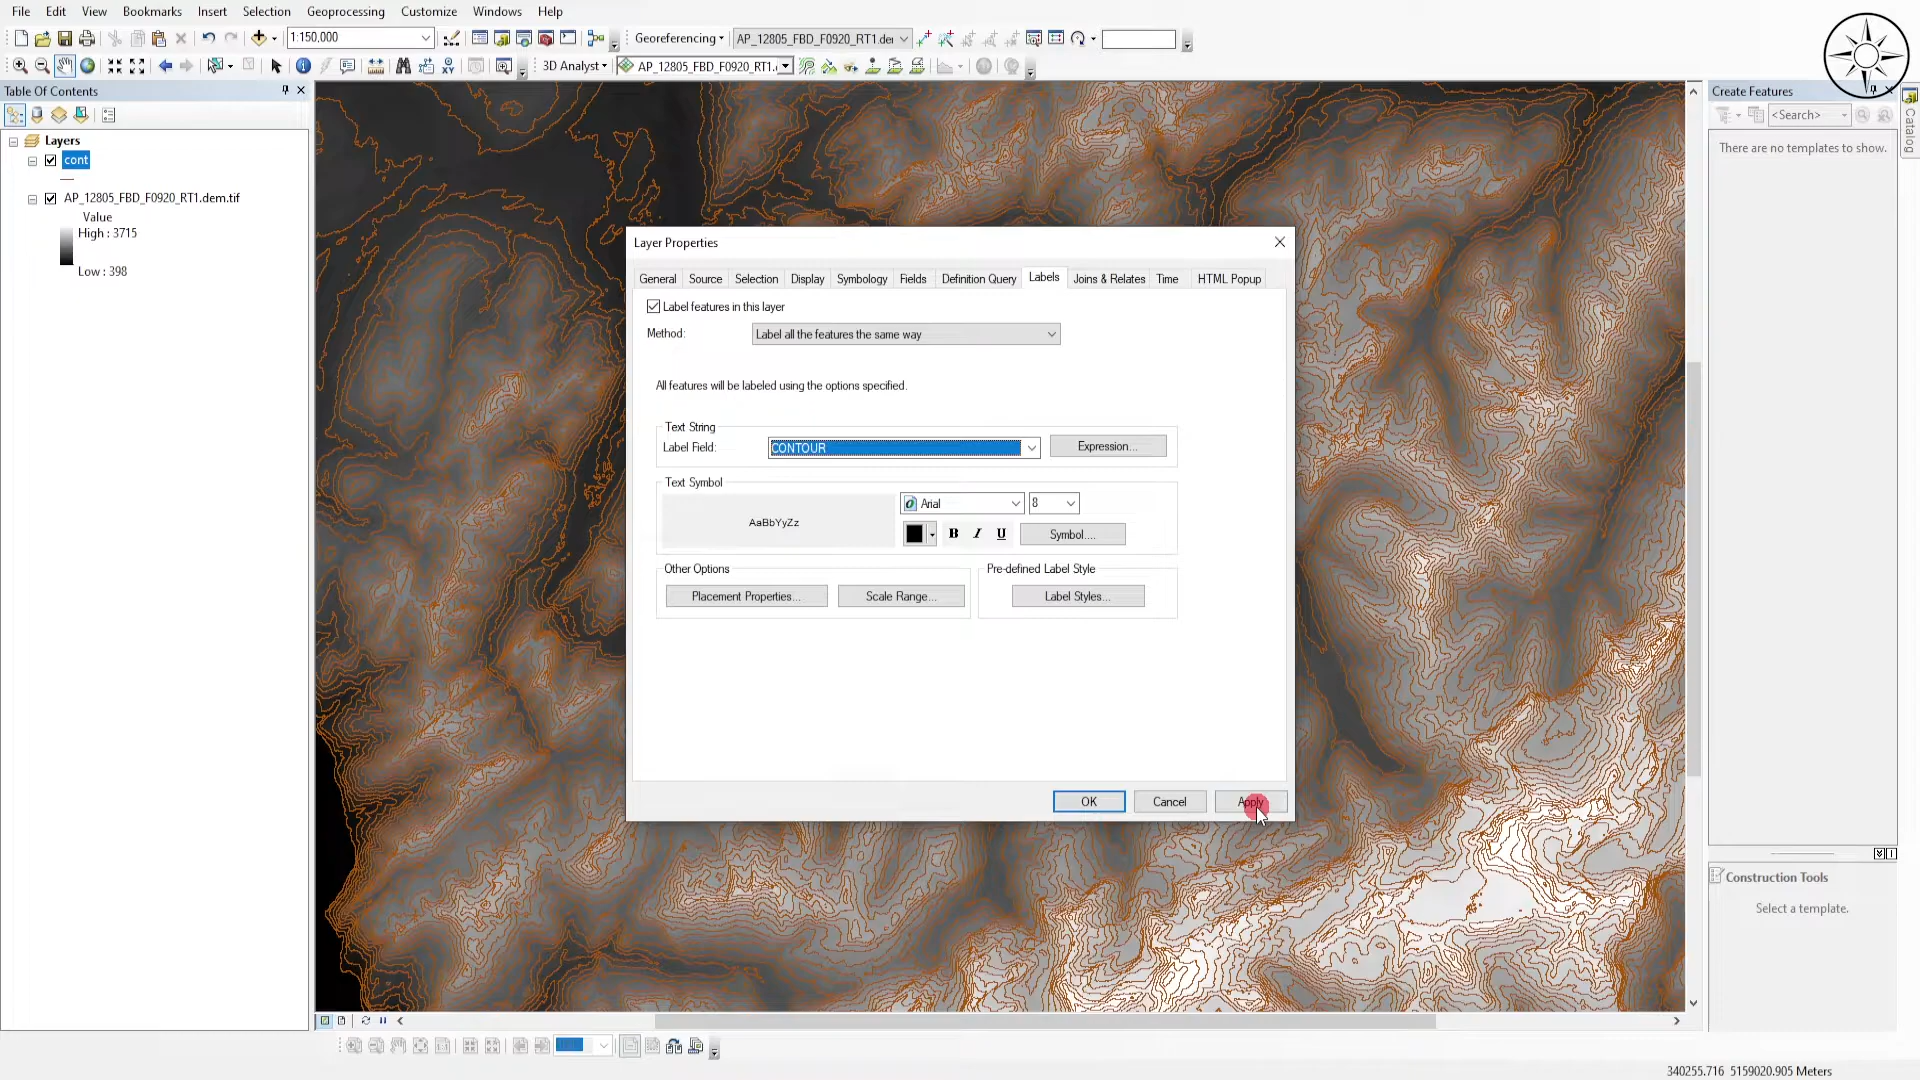 File Edit View Bookmarks Insert Selection Geoprocessing Customize Windows Help
1:150,000 Georeferencing AP_12805_FBD_F0920_RT1.de
3D Analyst AP_12805_FBD_F0920_RT1.
Table Of Contents
Layers
cont
AP_12805_FBD_F0920_RT1.dem.tif
Value
High : 3715
Low : 398
Layer Properties
General Source Selection Display Symbology Fields Definition Query Labels Joins & Relates Time HTML Popup
Label features in this layer
Method: Label all the features the same way
All features will be labeled using the options specified.
Text String
Label Field: CONTOUR Expression...
Text Symbol
AaBbYyZz
Arial 8
B I U Symbol...
Other Options
Placement Properties... Scale Range...
Pre-defined Label Style
Label Styles...
OK Cancel Apply
Create Features
<Search>
There are no templates to show.
Catalog
Construction Tools
Select a template.
340255.716 5159020.905 Meters